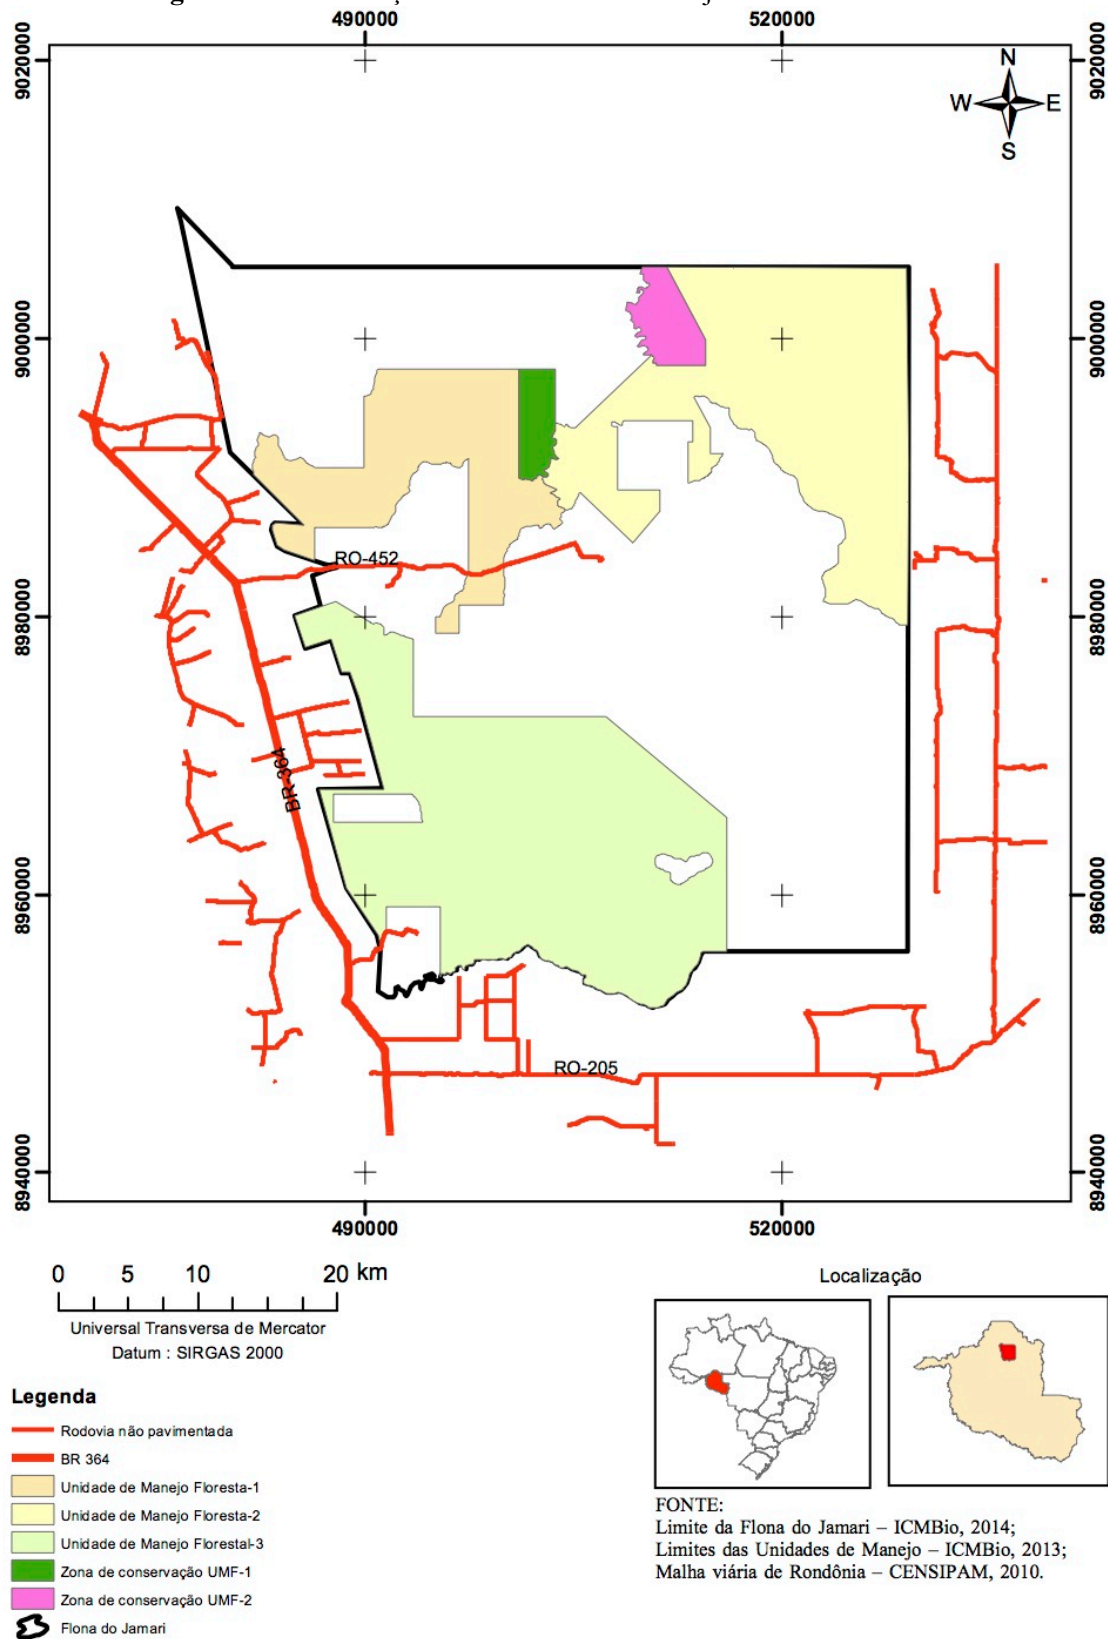 490000 520000
9020000 9020000
N
W E
S
9000000 9000000
RO-452
8980000 8980000
BR-364
8960000 8960000
RO-205
8940000 8940000
490000 520000
0 5 10 20 km
Universal Transversa de Mercator
Datum : SIRGAS 2000
Localização
Legenda
Rodovia não pavimentada
BR 364
Unidade de Manejo Floresta-1
Unidade de Manejo Floresta-2
Unidade de Manejo Florestal-3
Zona de conservação UMF-1
Zona de conservação UMF-2
Flona do Jamari
FONTE:
Limite da Flona do Jamari – ICMBio, 2014;
Limites das Unidades de Manejo – ICMBio, 2013;
Malha viária de Rondônia – CENSIPAM, 2010.